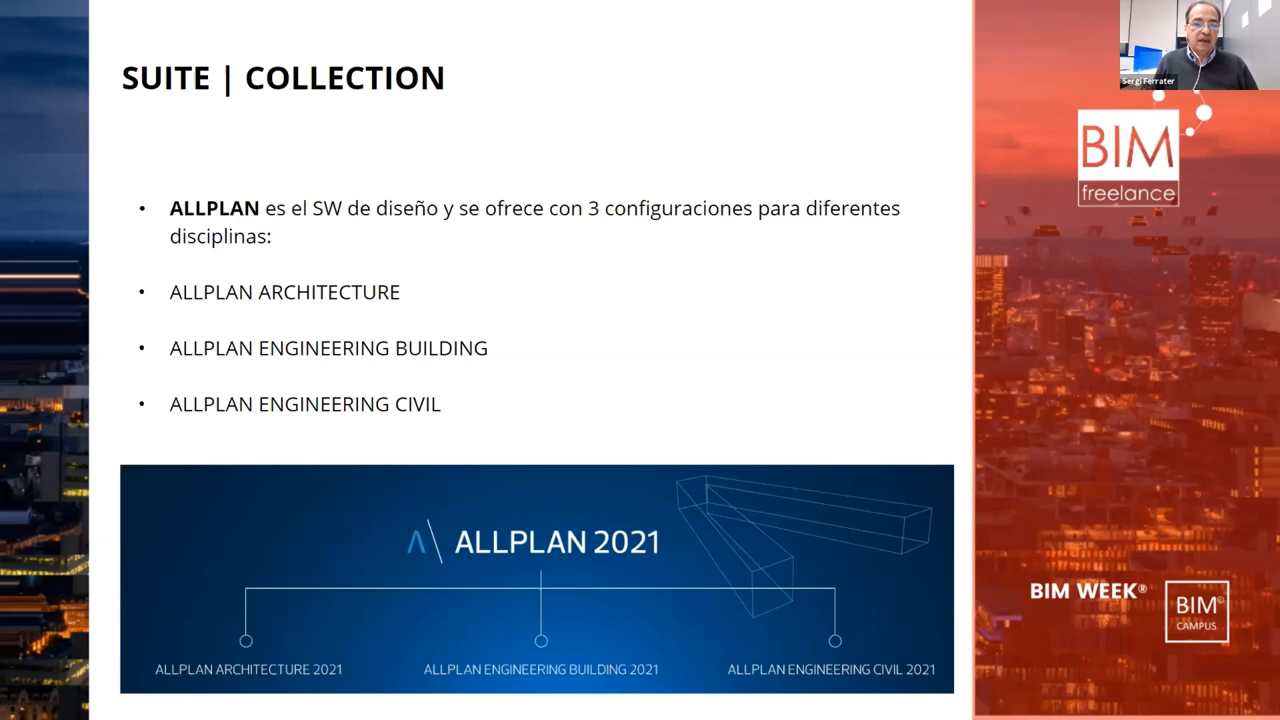 SUITE | COLLECTION
• ALLPLAN es el SW de diseño y se ofrece con 3 configuraciones para diferentes
disciplinas:
• ALLPLAN ARCHITECTURE
• ALLPLAN ENGINEERING BUILDING
• ALLPLAN ENGINEERING CIVIL
ALLPLAN 2021
ALLPLAN ARCHITECTURE 2021
ALLPLAN ENGINEERING BUILDING 2021
ALLPLAN ENGINEERING CIVIL 2021
Sergi Ferrater
BIM
freelance
BIM WEEK®
BIM®
CAMPUS